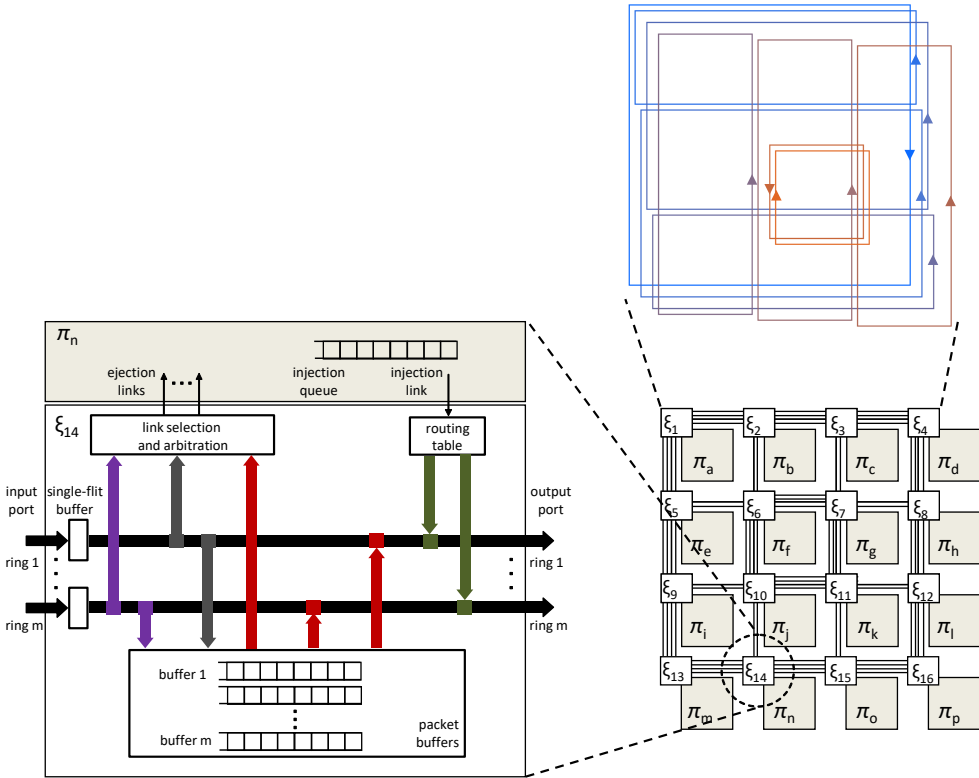 π_n
ejection links
injection queue
injection link
ξ_14
link selection and arbitration
routing table
input port
single-flit buffer
output port
ring 1
ring 1
ring m
ring m
buffer 1
buffer m
packet buffers
ξ_1 ξ_2 ξ_3 ξ_4
π_a π_b π_c π_d
ξ_5 ξ_6 ξ_7 ξ_8
π_e π_f π_g π_h
ξ_9 ξ_10 ξ_11 ξ_12
π_i π_j π_k π_l
ξ_13 ξ_14 ξ_15 ξ_16
π_m π_n π_o π_p